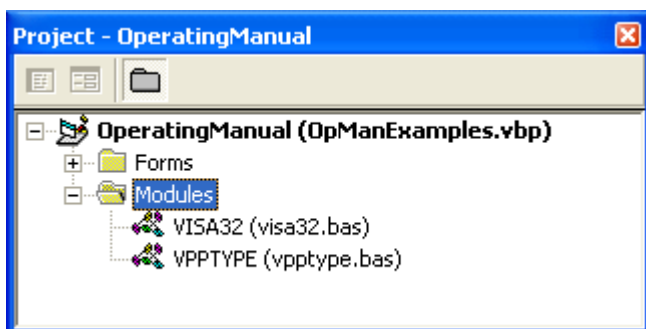 Project - OperatingManual
OperatingManual (OpManExamples.vbp)
Forms
Modules
VISA32 (visa32.bas)
VPPTYPE (vpptype.bas)